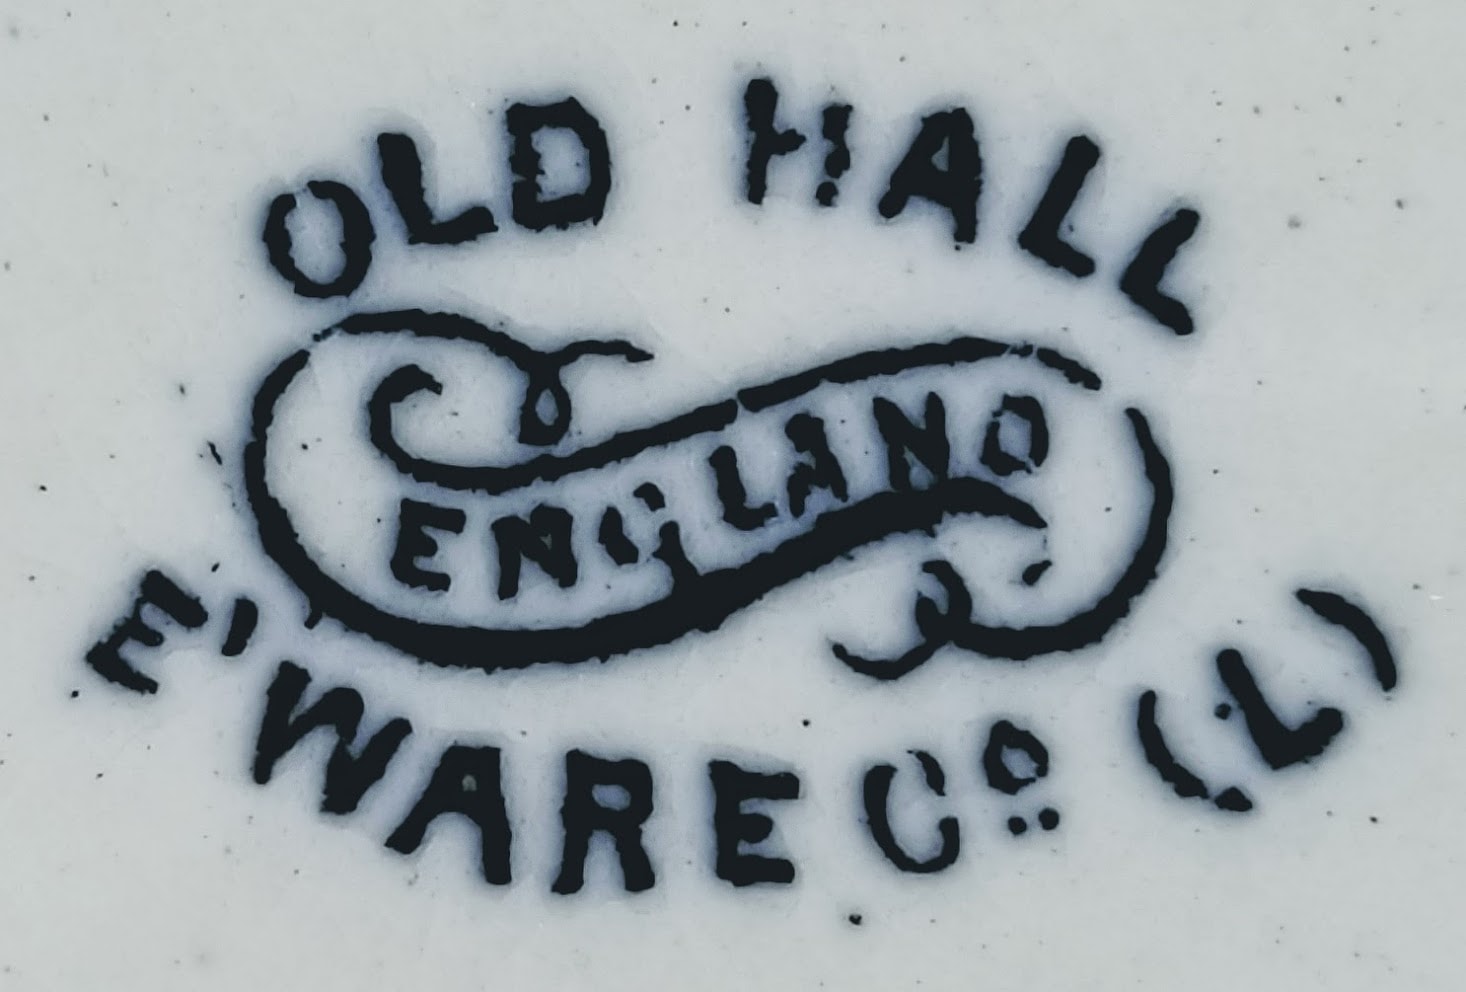 OLD HALL
ENGLAND
E'WARE Cº (L)